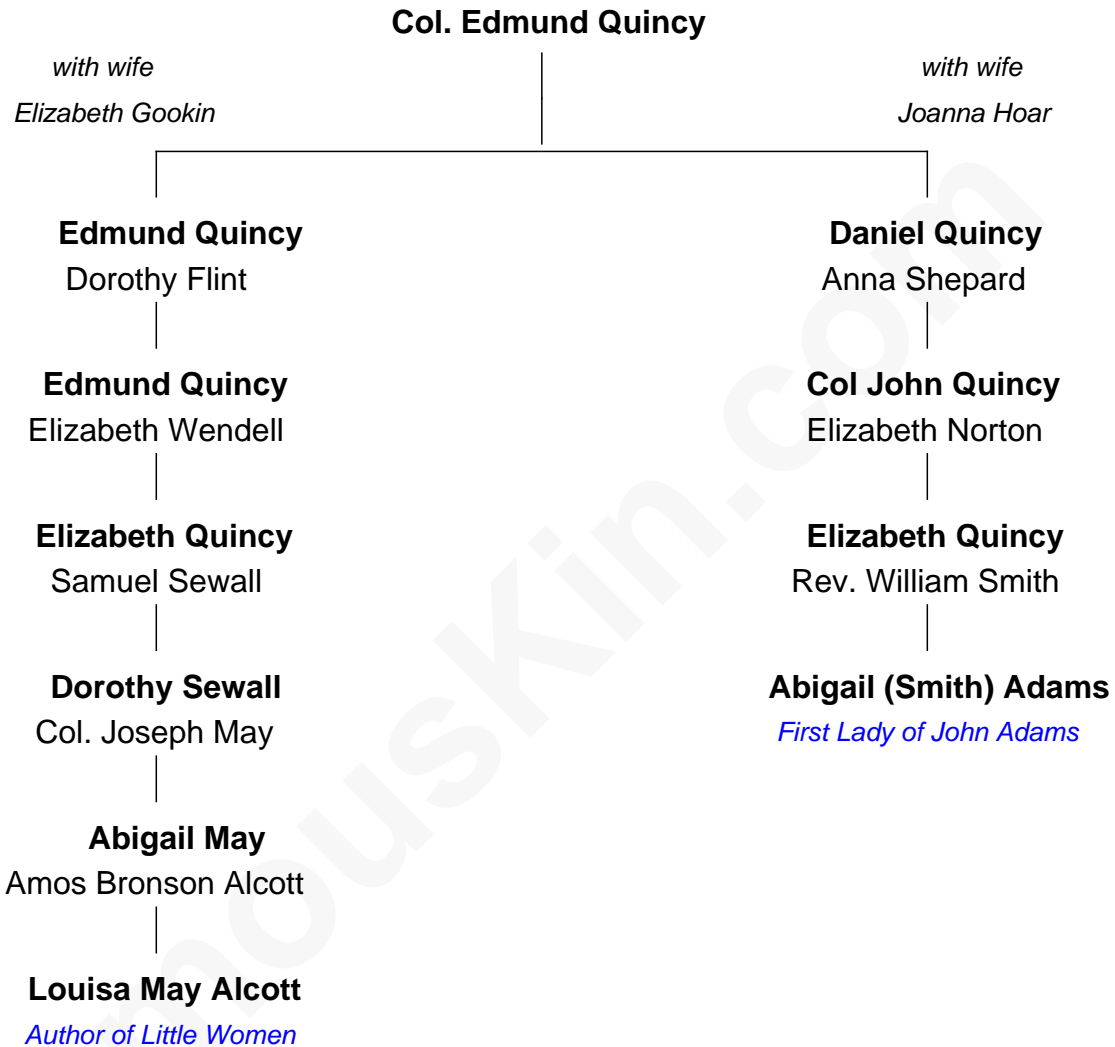 Col. Edmund Quincy
with wife
Elizabeth Gookin
with wife
Joanna Hoar
Edmund Quincy
Dorothy Flint
Daniel Quincy
Anna Shepard
Edmund Quincy
Elizabeth Wendell
Col John Quincy
Elizabeth Norton
Elizabeth Quincy
Samuel Sewall
Elizabeth Quincy
Rev. William Smith
Dorothy Sewall
Col. Joseph May
Abigail (Smith) Adams
First Lady of John Adams
Abigail May
Amos Bronson Alcott
Louisa May Alcott
Author of Little Women
mouskin.com